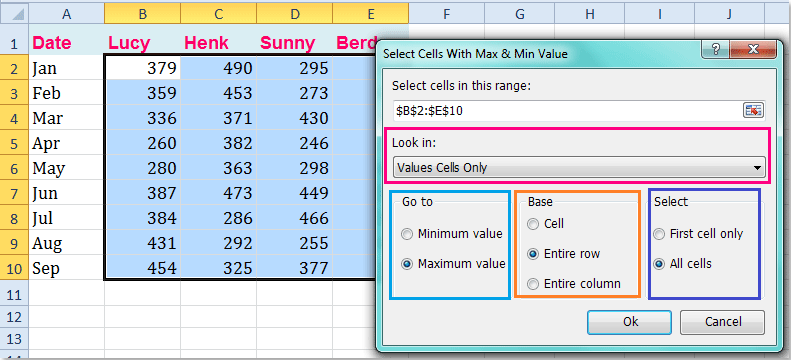 A B C D E F G H I J
1 Date Lucy Henk Sunny Berd
2 Jan 379 490 295
3 Feb 359 453 273
4 Mar 336 371 430
5 Apr 260 382 246
6 May 280 363 298
7 Jun 387 473 449
8 Jul 384 286 466
9 Aug 431 292 255
10 Sep 454 325 377
11
12
13
14
Select Cells With Max & Min Value
Select cells in this range:
$B$2:$E$10
Look in:
Values Cells Only
Go to
Minimum value
Maximum value
Base
Cell
Entire row
Entire column
Select
First cell only
All cells
Ok Cancel